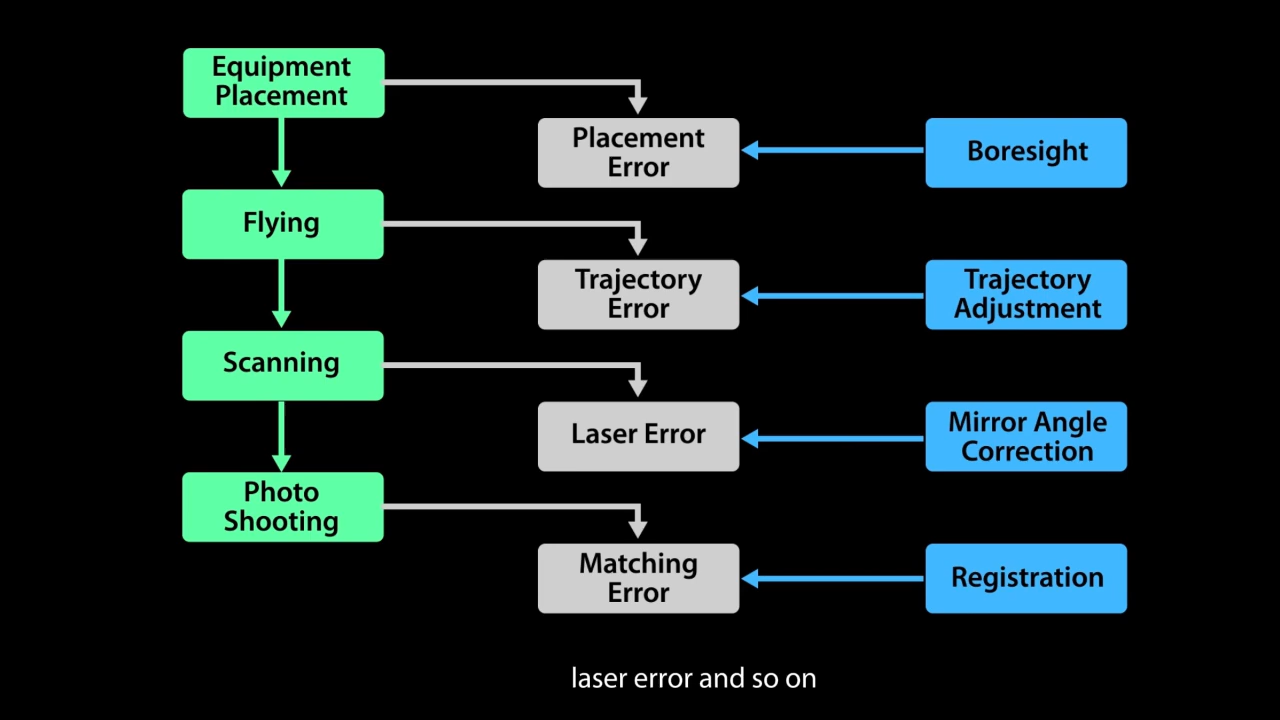 Equipment
Placement
Placement
Error
Boresight
Flying
Trajectory
Error
Trajectory
Adjustment
Scanning
Laser Error
Mirror Angle
Correction
Photo
Shooting
Matching
Error
Registration
laser error and so on